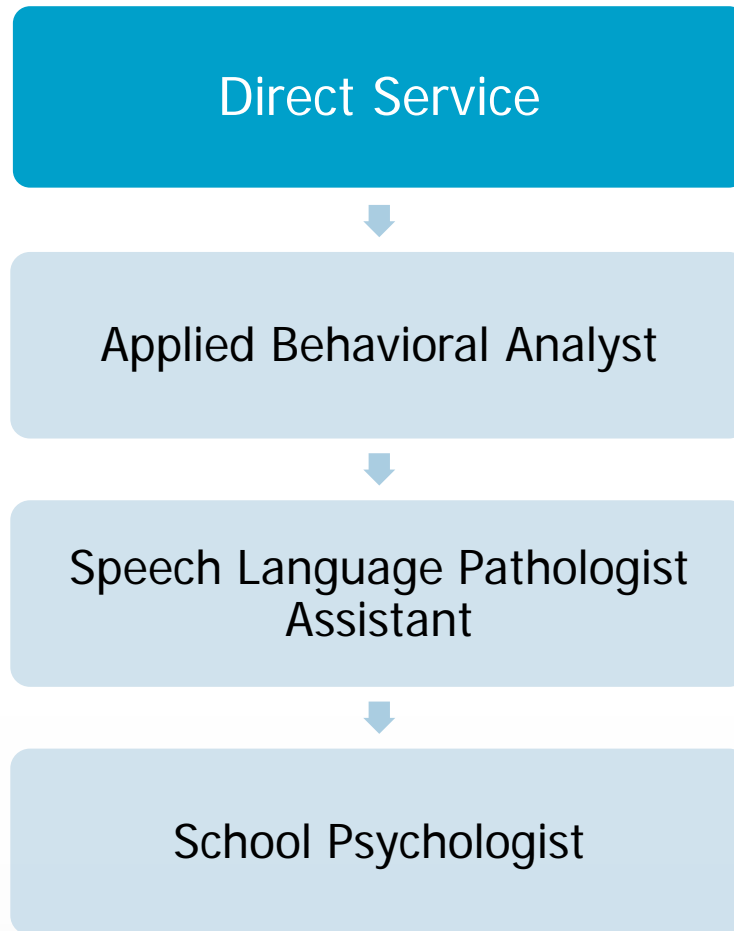 Direct Service
Applied Behavioral Analyst
Speech Language Pathologist
Assistant
School Psychologist